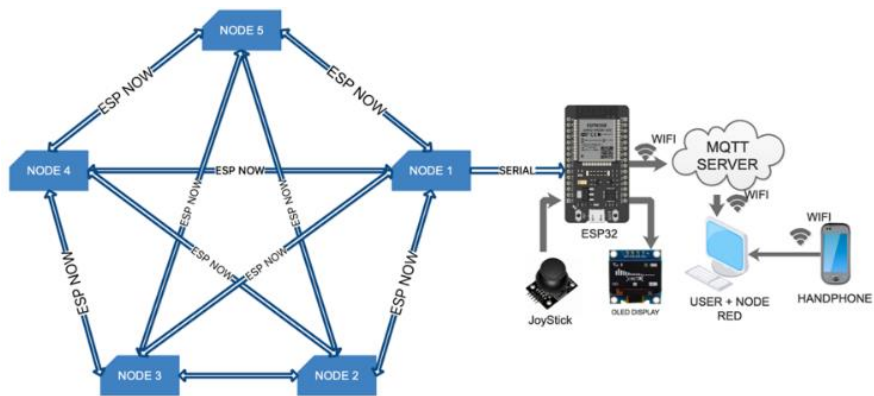 NODE 5
ESP NOW
ESP NOW
NODE 4
ESP NOW
NODE 1
SERIAL
ESP32
WIFI
MQTT
SERVER
WIFI
ESP NOW
ESP NOW
ESP NOW
ESP NOW
ESP NOW
ESP NOW
NODE 3
NODE 2
JoyStick
OLED DISPLAY
USER + NODE
RED
WIFI
HANDPHONE